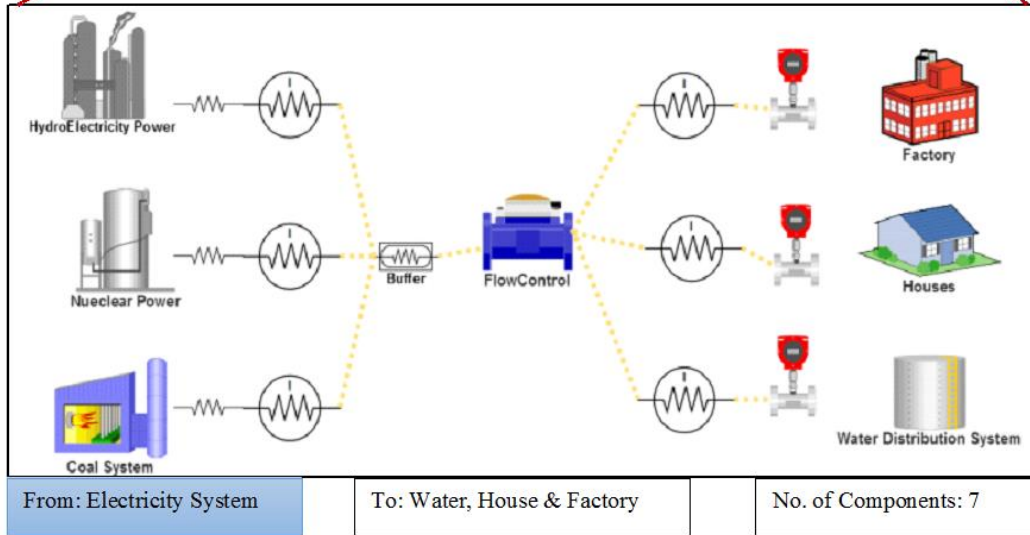 HydroElectricity Power
Factory
Buffer
FlowControl
Nueclear Power
Houses
Coal System
Water Distribution System
From: Electricity System
To: Water, House & Factory
No. of Components: 7